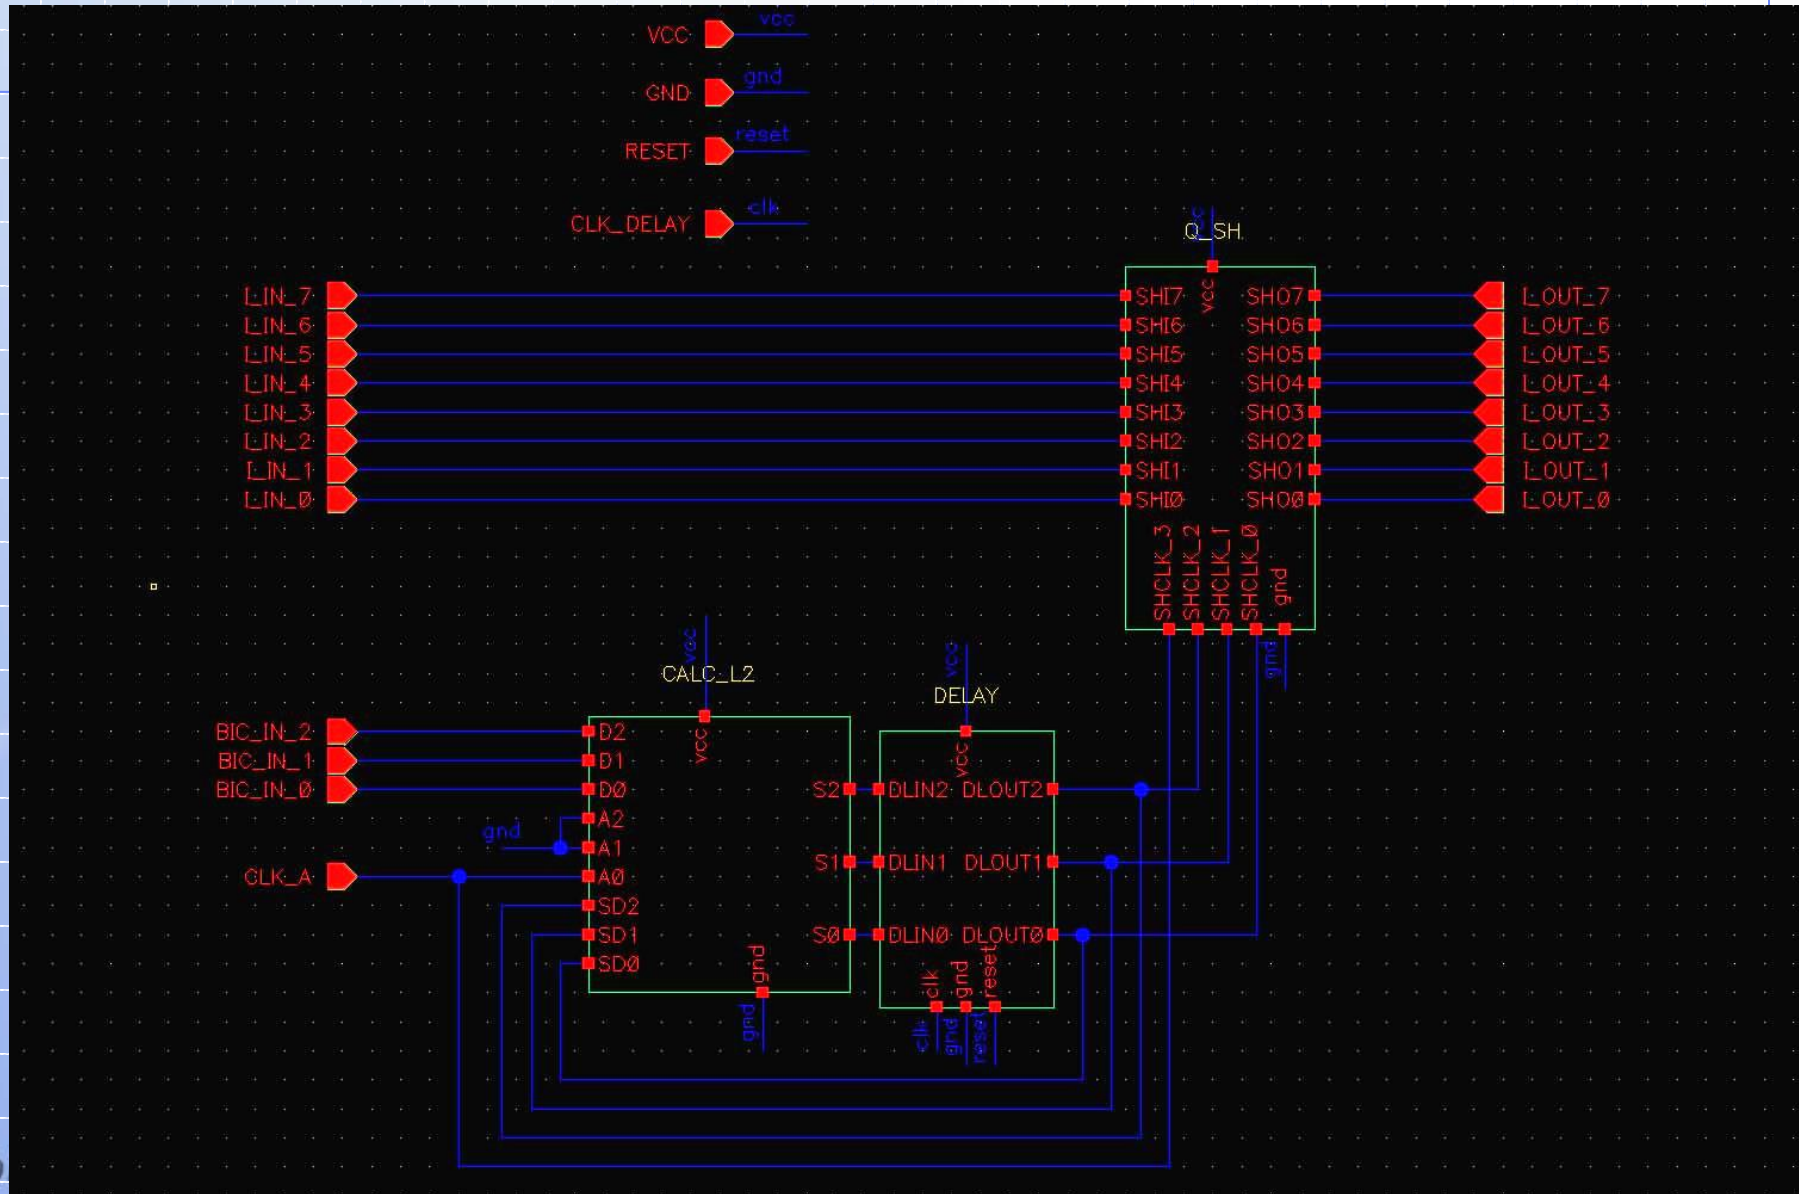 VCC vcc
GND gnd
RESET reset
CLK_DELAY clk
vcc
Q_SH
I_IN_7 SHI7 vcc SHO7 I_OUT_7
I_IN_6 SHI6 SHO6 I_OUT_6
I_IN_5 SHI5 SHO5 I_OUT_5
I_IN_4 SHI4 SHO4 I_OUT_4
I_IN_3 SHI3 SHO3 I_OUT_3
I_IN_2 SHI2 SHO2 I_OUT_2
I_IN_1 SHI1 SHO1 I_OUT_1
I_IN_0 SHI0 SHO0 I_OUT_0
SHCLK_3 SHCLK_2 SHCLK_1 SHCLK_0 gnd
gnd
vcc vcc
CALC_L2 DELAY
BIC_IN_2 D2 vcc
BIC_IN_1 D1 vcc
BIC_IN_0 D0 S2 DLIN2 DLOUT2
A2
gnd A1
S1 DLIN1 DLOUT1
CLK_A A0
SD2
SD1 S0 DLIN0 DLOUT0
SD0 gnd clk gnd reset
gnd clk gnd reset